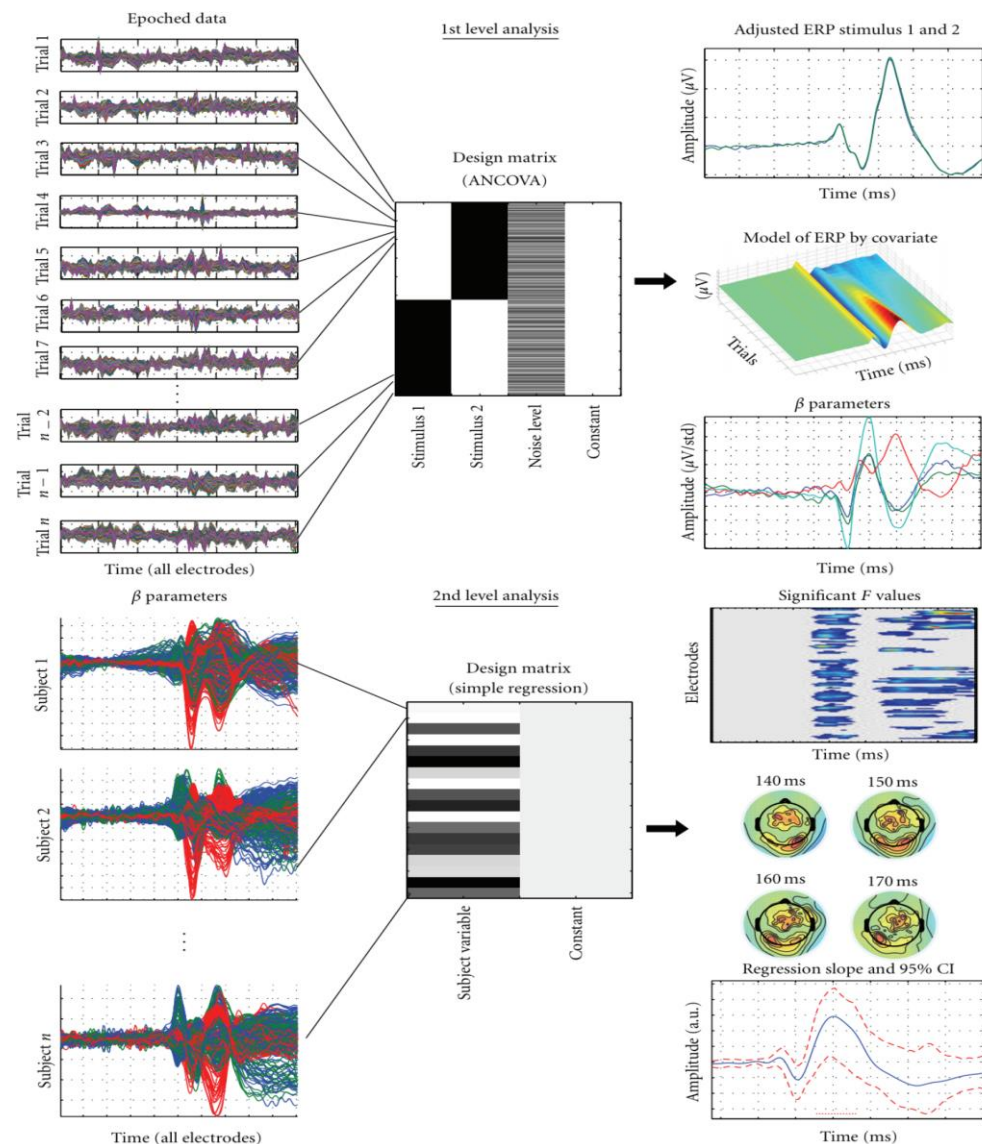 Epoched data
Trial 1
Trial 2
Trial 3
Trial 4
Trial 5
Trial 6
Trial 7
⋮
Trial
n − 2
Trial
n − 1
Trial n
Time (all electrodes)
1st level analysis
Design matrix
(ANCOVA)
Stimulus 1
Stimulus 2
Noise level
Constant
Adjusted ERP stimulus 1 and 2
Amplitude (μV)
Time (ms)
Model of ERP by covariate
(μV)
Trials
Time (ms)
β parameters
Amplitude (μV/std)
Time (ms)
β parameters
Subject 1
Subject 2
⋮
Subject n
Time (all electrodes)
2nd level analysis
Design matrix
(simple regression)
Subject variable
Constant
Significant F values
Electrodes
Time (ms)
140 ms
150 ms
160 ms
170 ms
Regression slope and 95% CI
Amplitude (a.u.)
Time (ms)